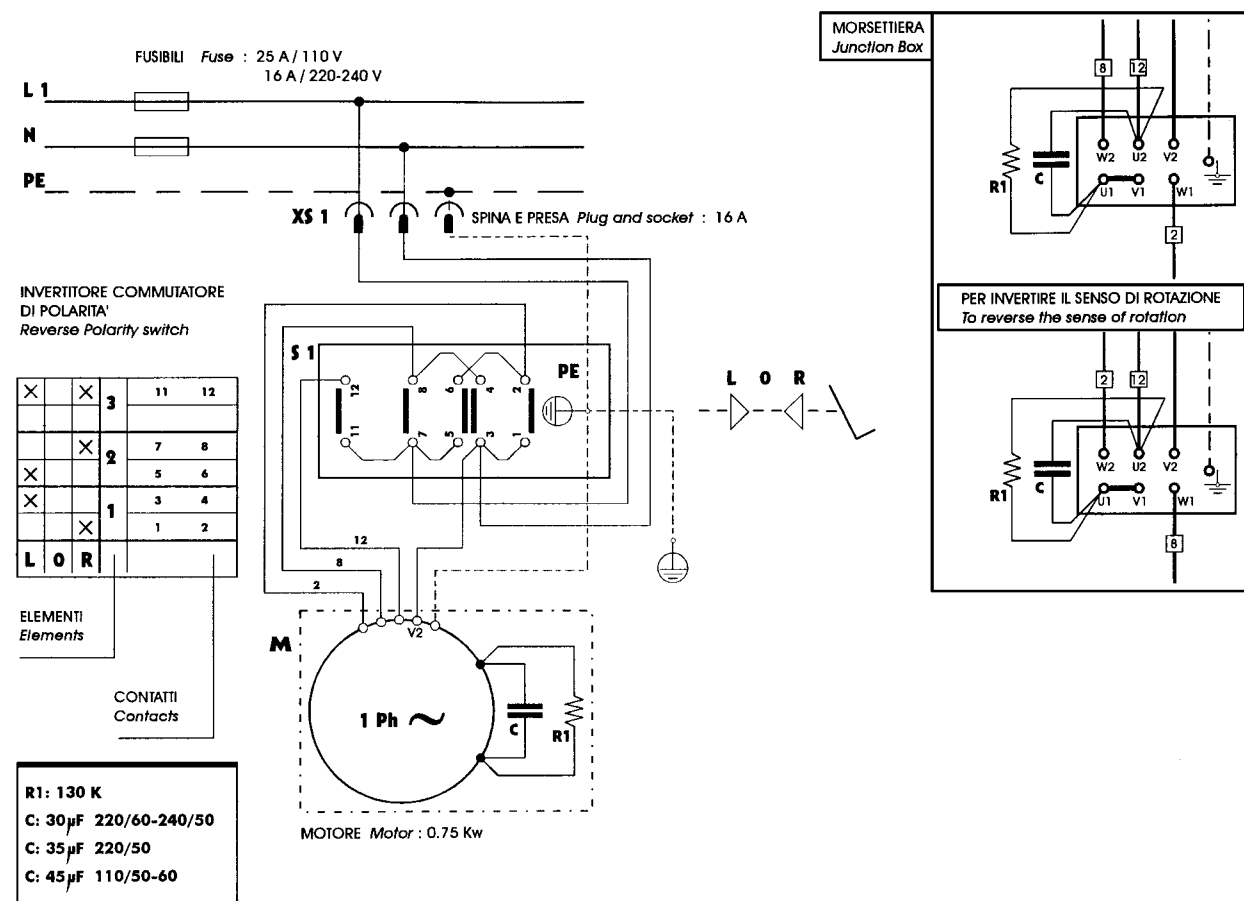 FUSIBILI Fuse : 25 A / 110 V
16 A / 220-240 V
L 1
N
PE
XS 1
SPINA E PRESA Plug and socket : 16 A
INVERTITORE COMMUTATORE
DI POLARITA'
Reverse Polarity switch
X X 3 11 12
X 2 7 8
X 5 6
X 1 3 4
X 1 2
L O R
ELEMENTI
Elements
CONTATTI
Contacts
S 1
PE
12 8 6 4 2
11 7 5 3 1
L O R
12
8
2
M
V2
1 Ph ~
C
R1
MOTORE Motor : 0.75 Kw
R1: 130 K
C: 30µF 220/60-240/50
C: 35µF 220/50
C: 45µF 110/50-60
MORSETTIERA
Junction Box
8 12
W2 U2 V2
R1 C
U1 V1 W1
2
PER INVERTIRE IL SENSO DI ROTAZIONE
To reverse the sense of rotation
2 12
W2 U2 V2
R1 C
U1 V1 W1
8